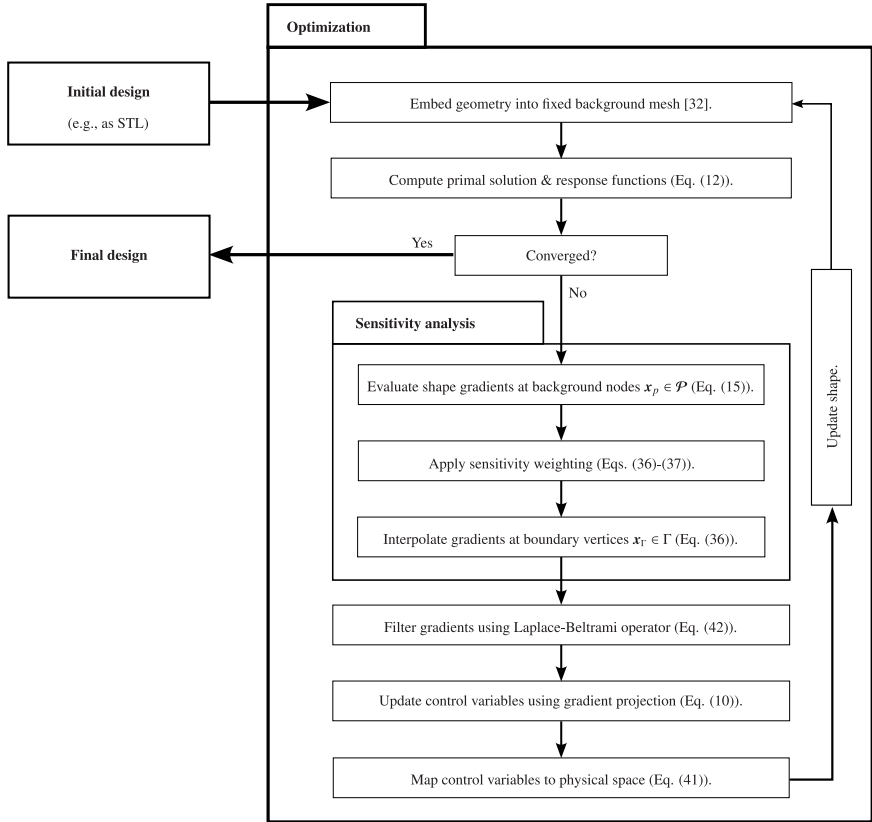 Optimization
Initial design
(e.g., as STL)
Embed geometry into fixed background mesh [32].
Compute primal solution & response functions (Eq. (12)).
Converged?
Yes
Final design
No
Sensitivity analysis
Evaluate shape gradients at background nodes 𝒙ₚ ∈ 𝓟 (Eq. (15)).
Apply sensitivity weighting (Eqs. (36)-(37)).
Interpolate gradients at boundary vertices 𝒙_Γ ∈ Γ (Eq. (36)).
Filter gradients using Laplace-Beltrami operator (Eq. (42)).
Update control variables using gradient projection (Eq. (10)).
Map control variables to physical space (Eq. (41)).
Update shape.